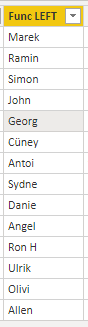 Func LEFT
Marek
Ramin
Simon
John
Georg
Cüney
Antoi
Sydne
Danie
Angel
Ron H
Ulrik
Olivi
Allen